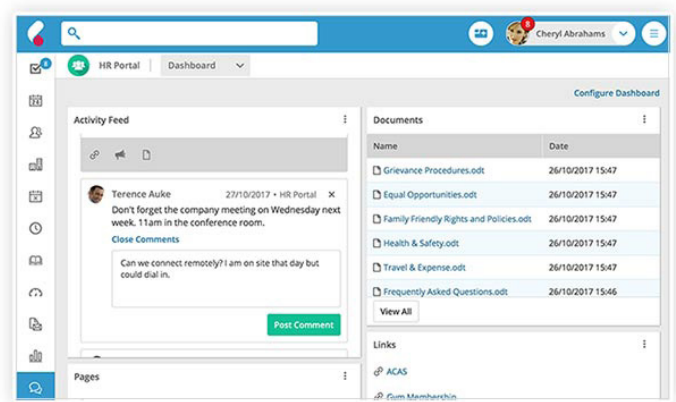 8
Cheryl Abrahams
8
HR Portal
Dashboard
24
Configure Dashboard
Activity Feed
Terence Auke
27/10/2017 • HR Portal
Don't forget the company meeting on Wednesday next
week. 11am in the conference room.
Close Comments
Can we connect remotely? I am on site that day but
could dial in.
Post Comment
Pages
Documents
Name Date
Grievance Procedures.odt 26/10/2017 15:47
Equal Opportunities.odt 26/10/2017 15:47
Family Friendly Rights and Policies.odt 26/10/2017 15:47
Health & Safety.odt 26/10/2017 15:47
Travel & Expense.odt 26/10/2017 15:47
Frequently Asked Questions.odt 26/10/2017 15:46
View All
Links
ACAS
Gym Membership